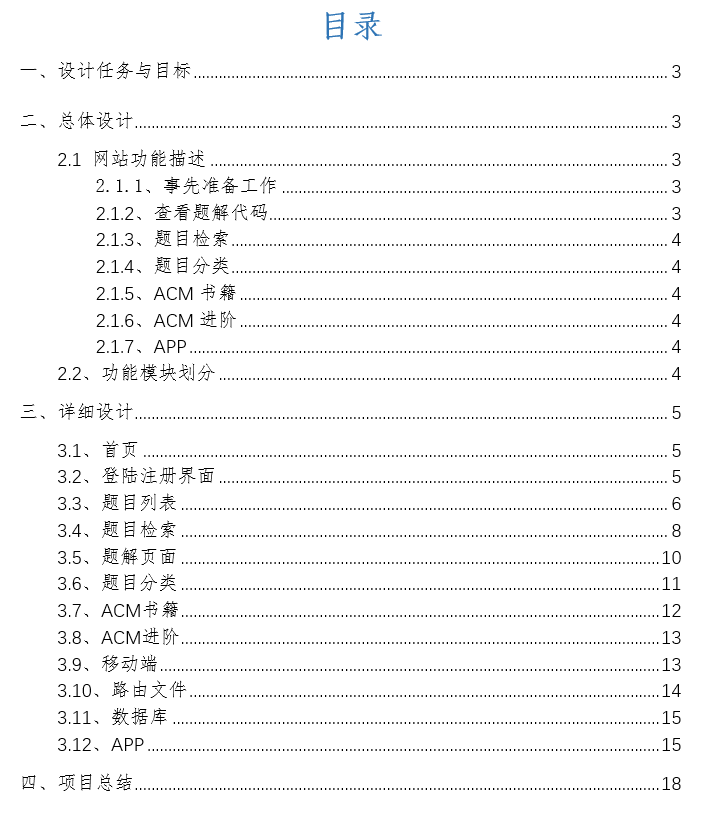 目录
一、设计任务与目标 3
二、总体设计 3
2.1 网站功能描述 3
2.1.1、事先准备工作 3
2.1.2、查看题解代码 3
2.1.3、题目检索 4
2.1.4、题目分类 4
2.1.5、ACM 书籍 4
2.1.6、ACM 进阶 4
2.1.7、APP 4
2.2、功能模块划分 4
三、详细设计 5
3.1、首页 5
3.2、登陆注册界面 5
3.3、题目列表 6
3.4、题目检索 8
3.5、题解页面 10
3.6、题目分类 11
3.7、ACM书籍 12
3.8、ACM进阶 13
3.9、移动端 13
3.10、路由文件 14
3.11、数据库 15
3.12、APP 15
四、项目总结 18